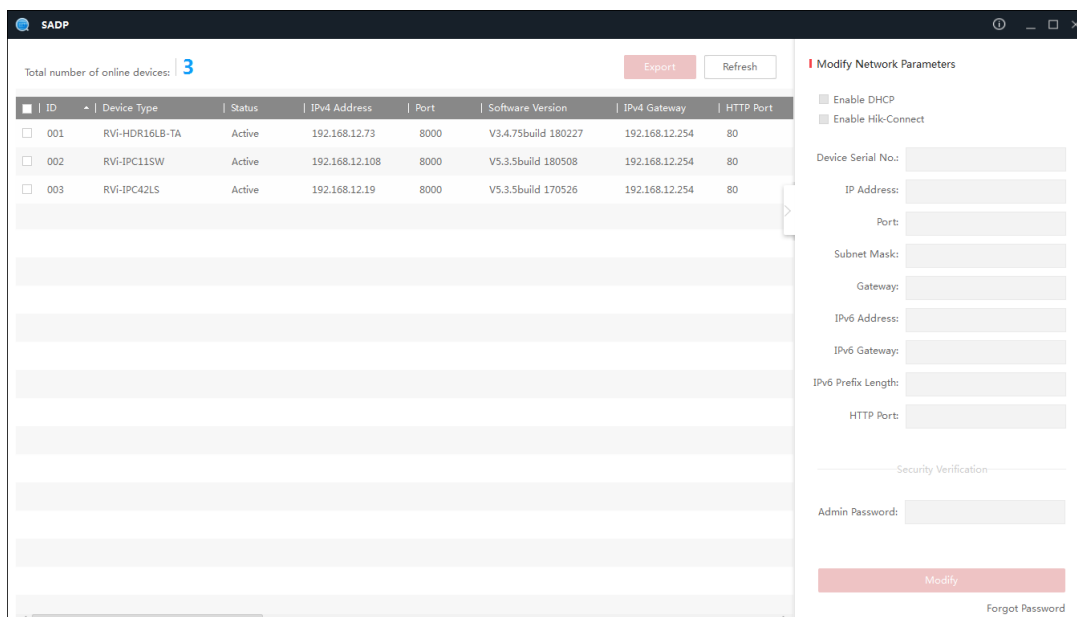 SADP
Total number of online devices: 3
Export
Refresh
ID Device Type Status IPv4 Address Port Software Version IPv4 Gateway HTTP Port
001 RVi-HDR16LB-TA Active 192.168.12.73 8000 V3.4.75build 180227 192.168.12.254 80
002 RVi-IPC11SW Active 192.168.12.108 8000 V5.3.5build 180508 192.168.12.254 80
003 RVi-IPC42LS Active 192.168.12.19 8000 V5.3.5build 170526 192.168.12.254 80
Modify Network Parameters
Enable DHCP
Enable Hik-Connect
Device Serial No.:
IP Address:
Port:
Subnet Mask:
Gateway:
IPv6 Address:
IPv6 Gateway:
IPv6 Prefix Length:
HTTP Port:
Security Verification
Admin Password:
Modify
Forgot Password